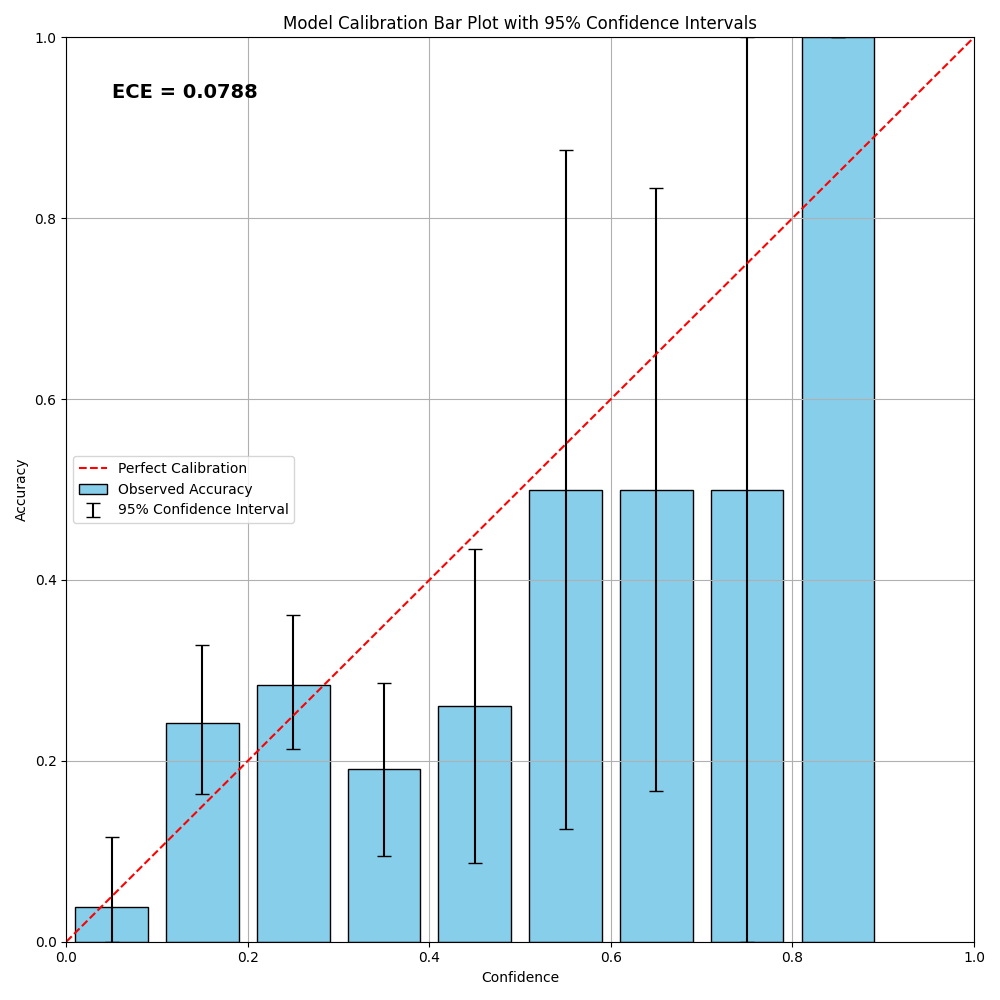 Model Calibration Bar Plot with 95% Confidence Intervals
1.0
ECE = 0.0788
0.8
0.6
Accuracy
Perfect Calibration
Observed Accuracy
95% Confidence Interval
0.4
0.2
0.0
0.0 0.2 0.4 0.6 0.8 1.0
Confidence